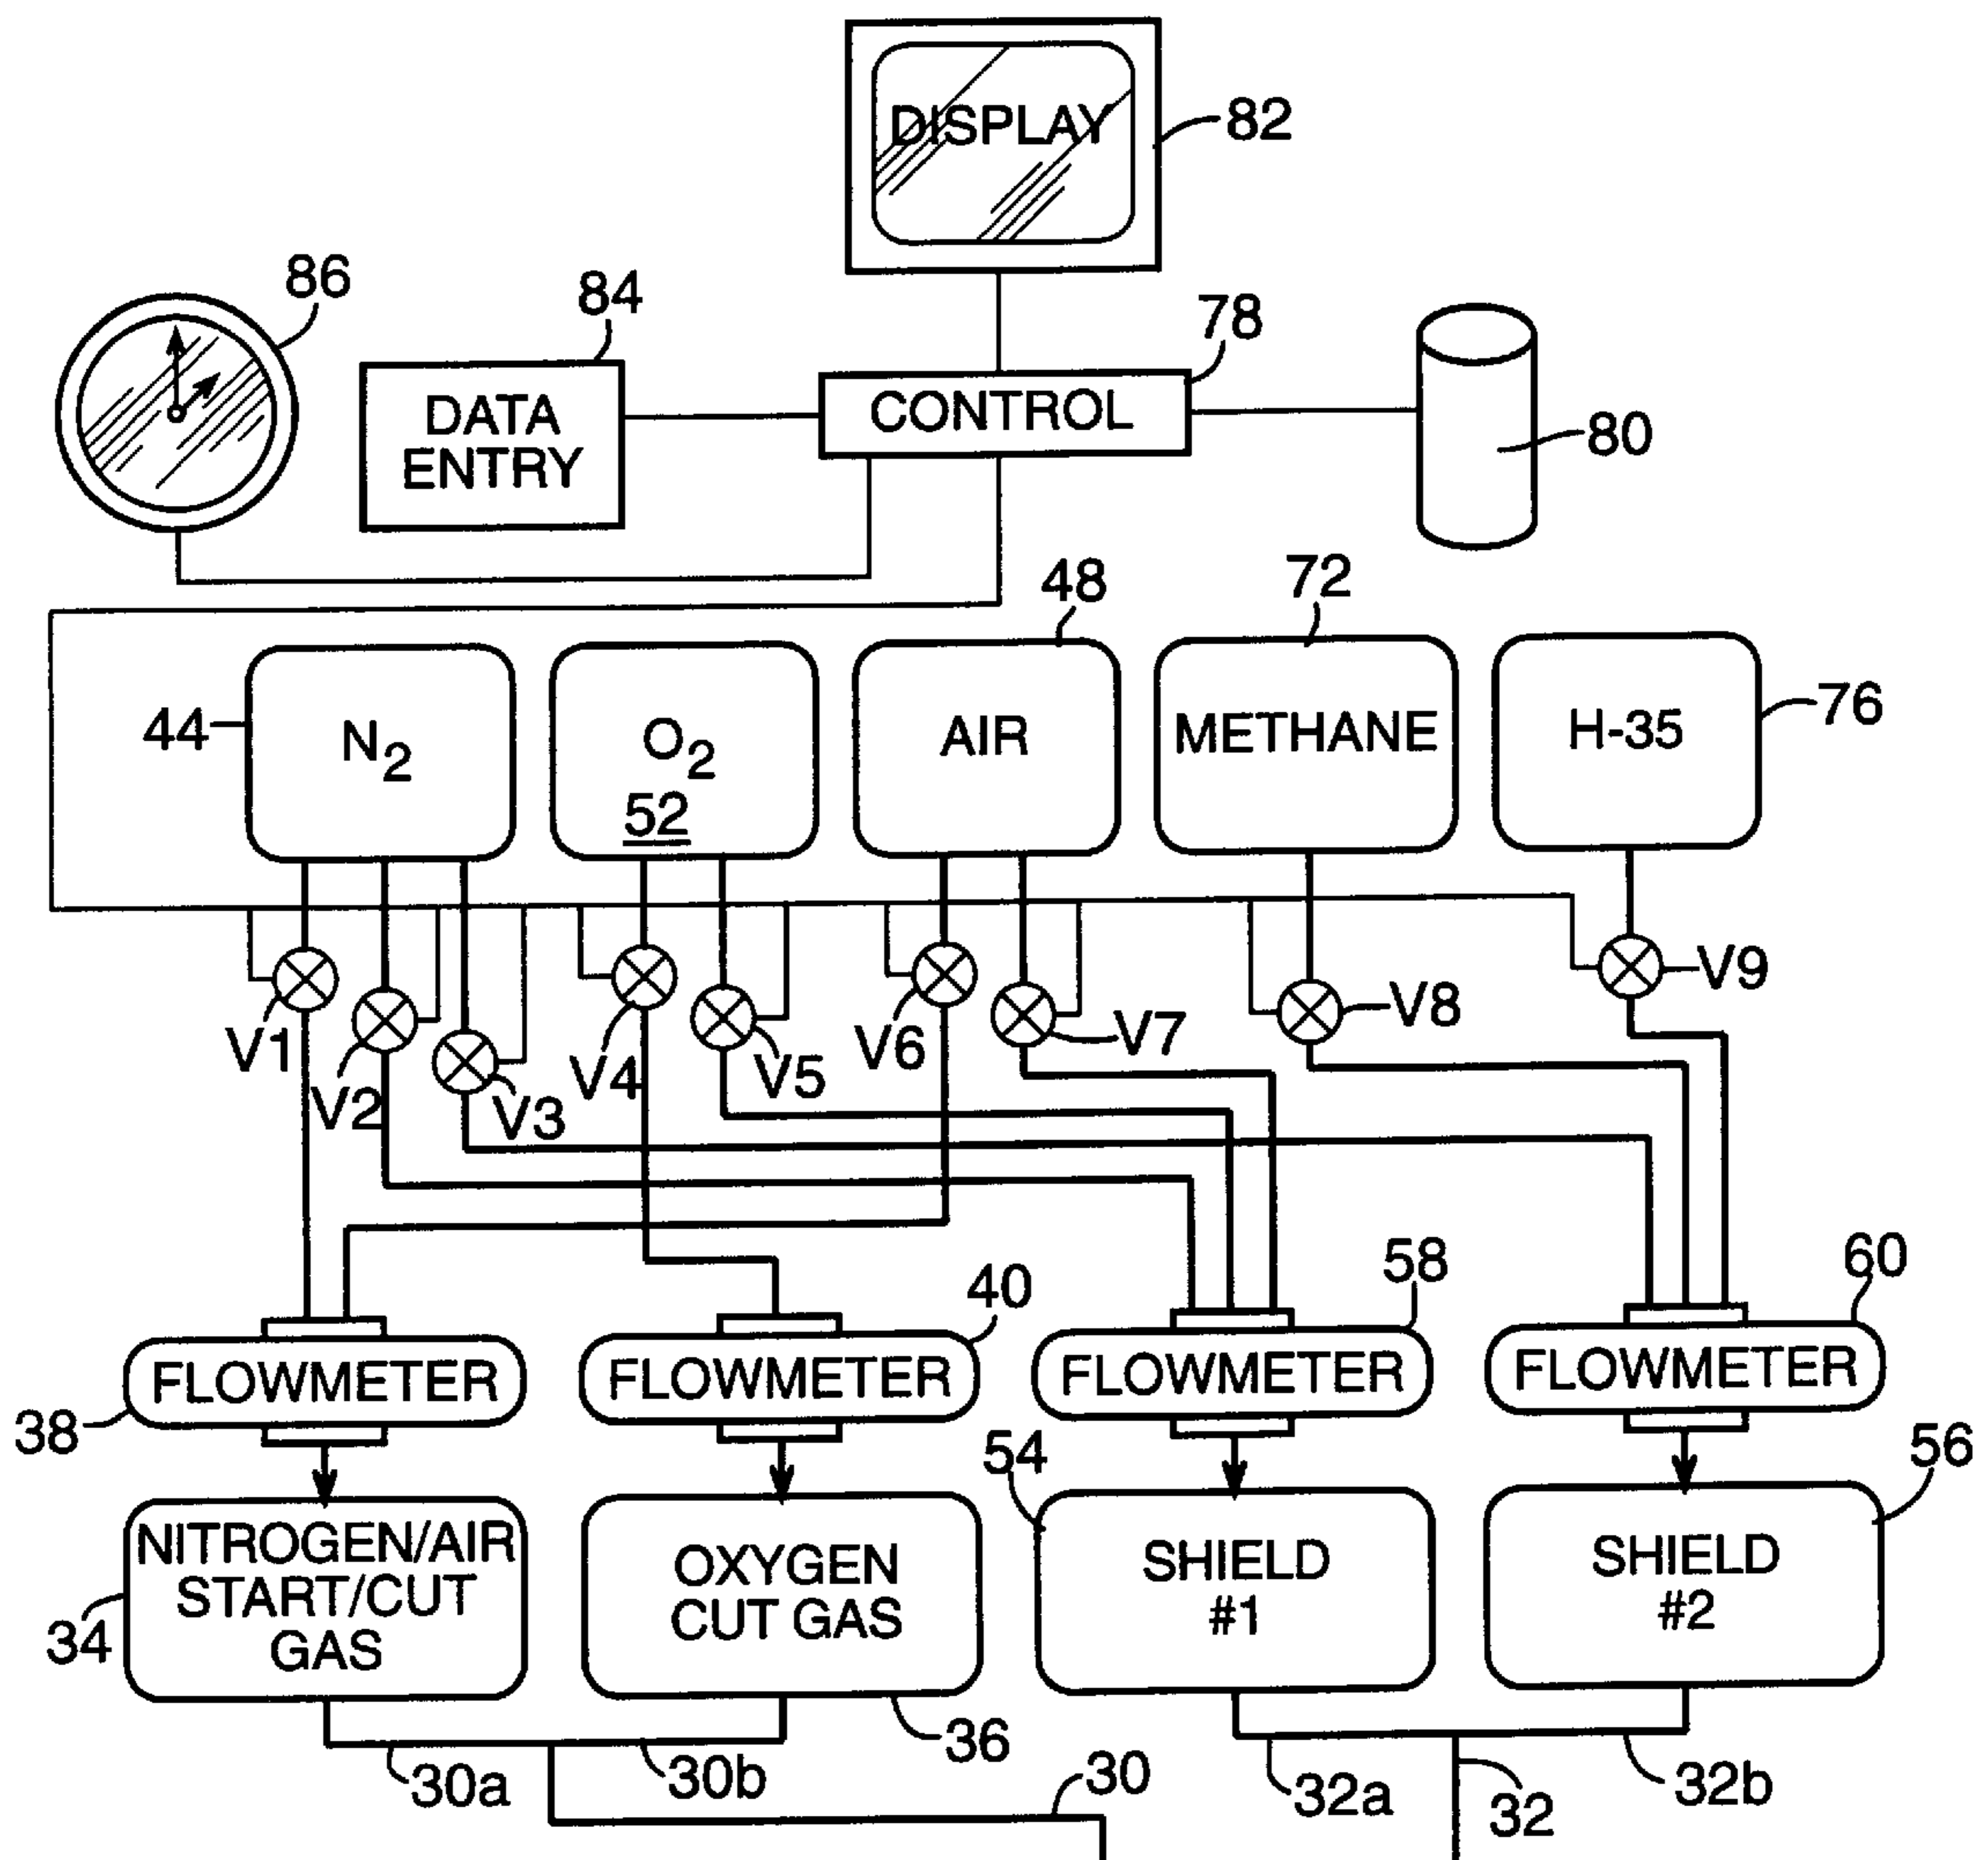 DISPLAY
82
86
84
78
DATA
ENTRY
CONTROL
80
48
72
44
N2
O2
52
AIR
METHANE
H-35
76
V1
V2
V3
V4
V5
V6
V7
V8
V9
40
58
60
FLOWMETER
FLOWMETER
FLOWMETER
FLOWMETER
38
54
56
NITROGEN/AIR
START/CUT
GAS
34
OXYGEN
CUT GAS
36
SHIELD
#1
SHIELD
#2
30a
30b
30
32a
32
32b